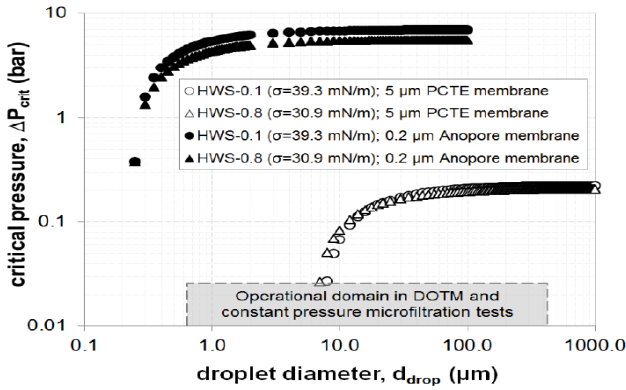 10
1
0.1
0.01
critical pressure, ΔPcrit (bar)
HWS-0.1 (σ=39.3 mN/m); 5 µm PCTE membrane
HWS-0.8 (σ=30.9 mN/m); 5 µm PCTE membrane
HWS-0.1 (σ=39.3 mN/m); 0.2 µm Anopore membrane
HWS-0.8 (σ=30.9 mN/m); 0.2 µm Anopore membrane
Operational domain in DOTM and
constant pressure microfiltration tests
0.1
1.0
10.0
100.0
1000.0
droplet diameter, ddrop (µm)